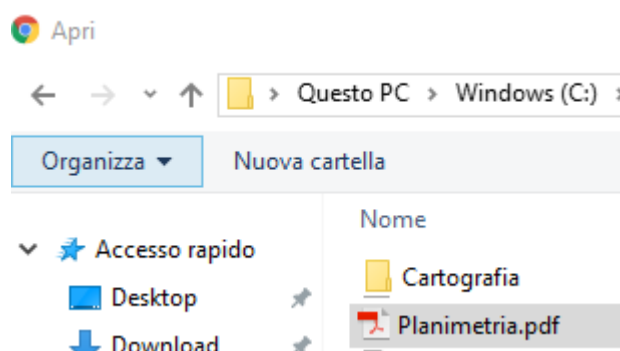 Apri
Questo PC > Windows (C:) >
Organizza Nuova cartella
Nome
Accesso rapido
Cartografia
Desktop
Planimetria.pdf
Download